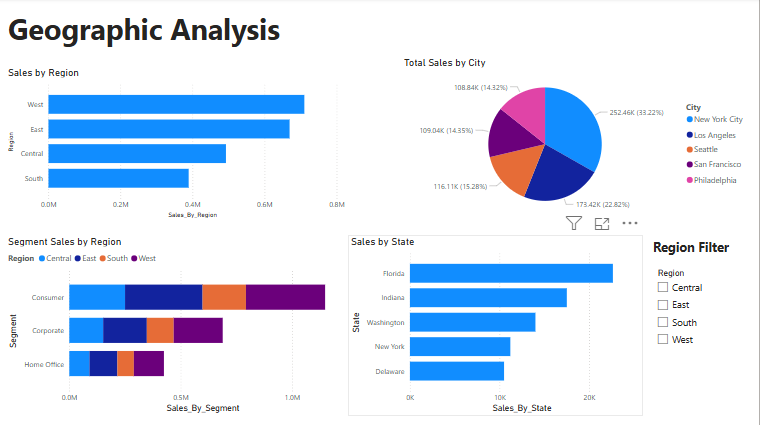 Geographic Analysis
Sales by Region
Region
West
East
Central
South
0.0M 0.2M 0.4M 0.6M 0.8M
Sales_By_Region
Total Sales by City
108.84K (14.32%)
252.46K (33.22%)
109.04K (14.35%)
116.11K (15.28%)
173.42K (22.82%)
City
New York City
Los Angeles
Seattle
San Francisco
Philadelphia
Segment Sales by Region
Region Central East South West
Segment
Consumer
Corporate
Home Office
0.0M 0.5M 1.0M
Sales_By_Segment
Sales by State
State
Florida
Indiana
Washington
New York
Delaware
0K 10K 20K
Sales_By_State
Region Filter
Region
Central
East
South
West